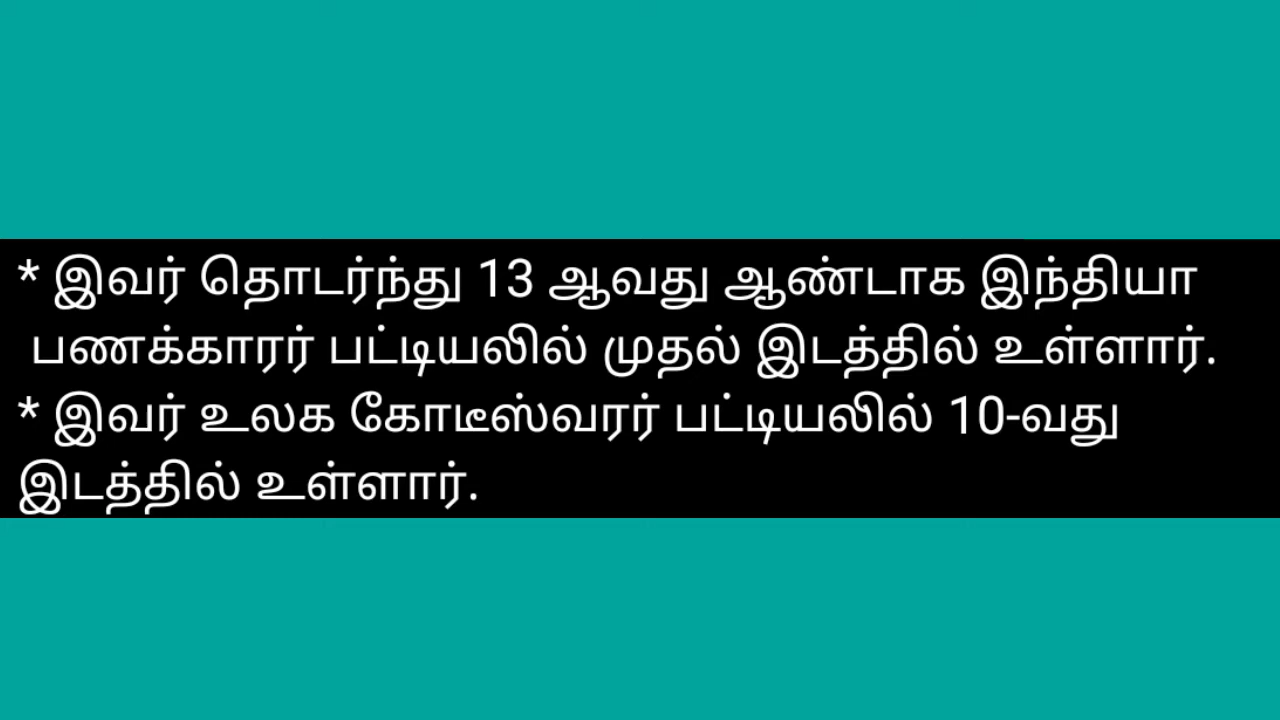 * இவர் தொடர்ந்து 13 ஆவது ஆண்டாக இந்தியா
பணக்காரர் பட்டியலில் முதல் இடத்தில் உள்ளார்.
* இவர் உலக கோடீஸ்வரர் பட்டியலில் 10-வது
இடத்தில் உள்ளார்.